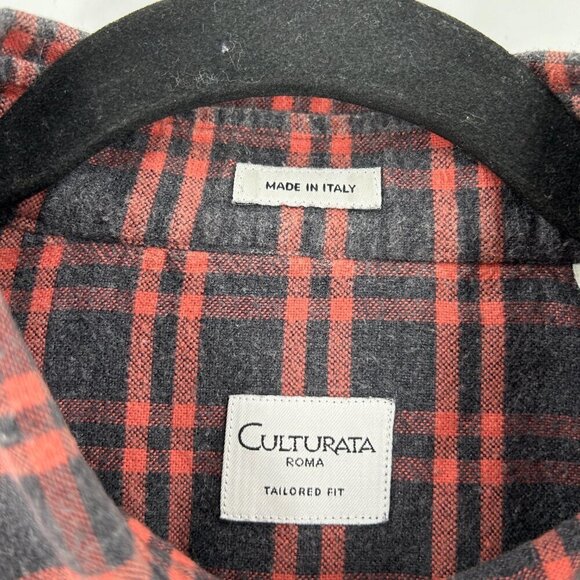 MADE IN ITALY
CULTURATA
ROMA
TAILORED FIT